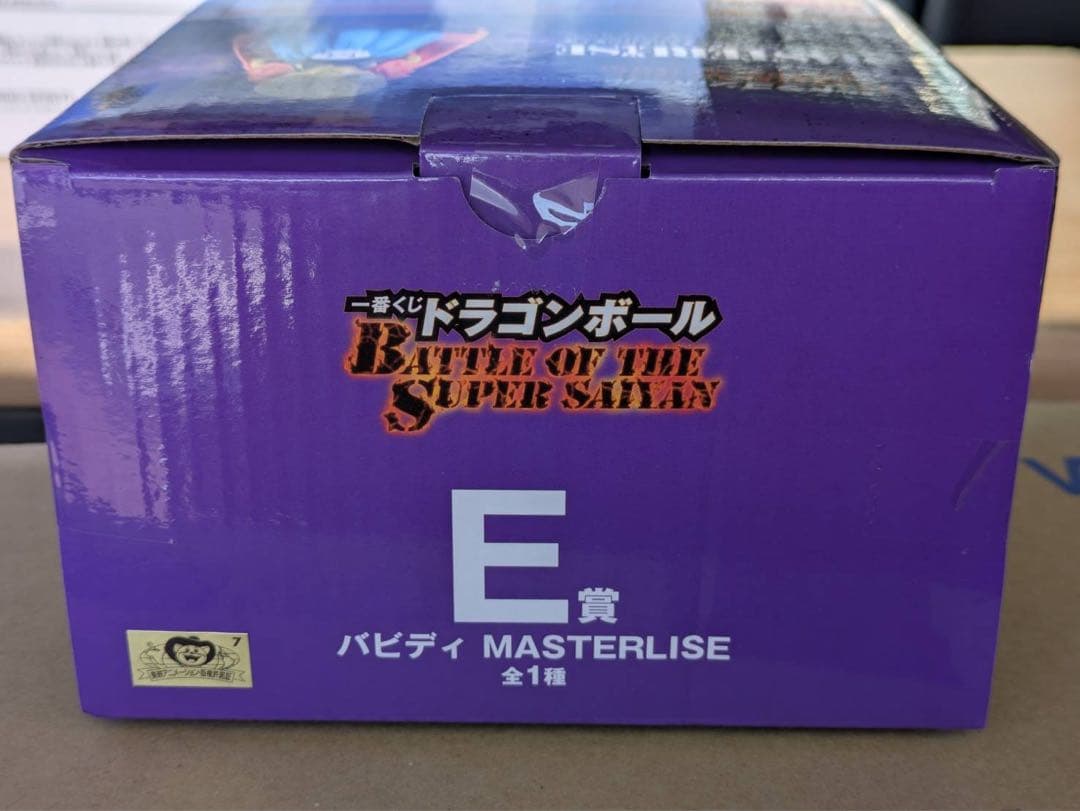 一番くじ ドラゴンボール
BATTLE OF THE
SUPER SAIYAN
E賞
バビディ MASTERLISE
全1種
7